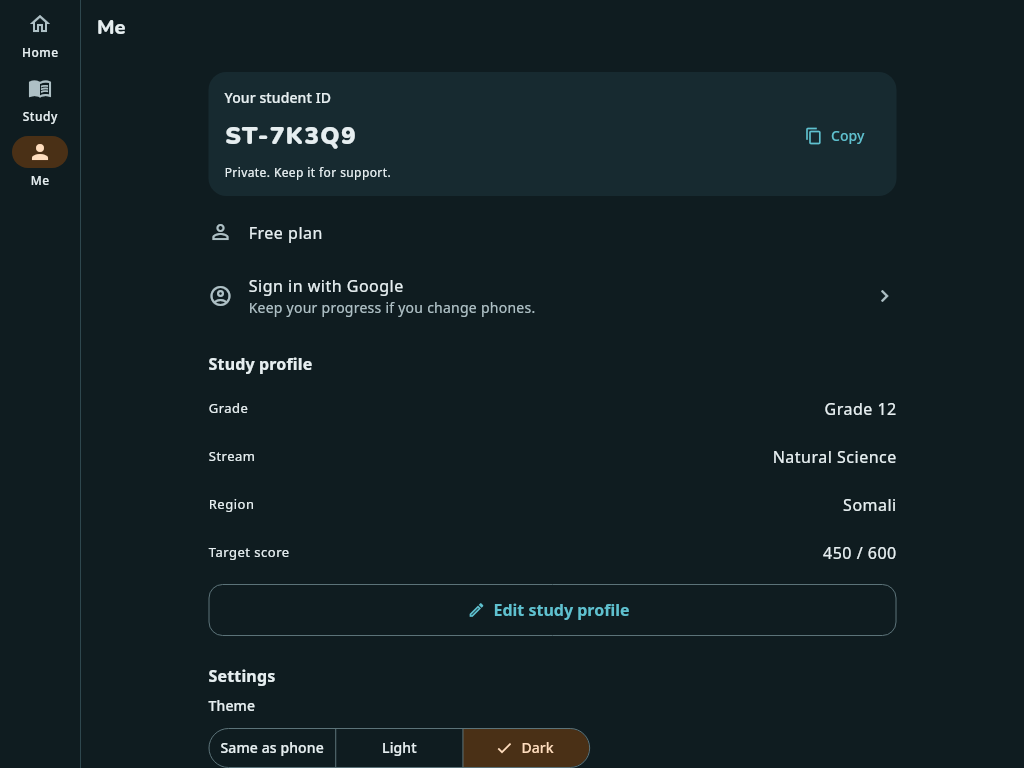 Me
Home
Study
Me
Your student ID
ST-7K3Q9
Copy
Private. Keep it for support.
Free plan
Sign in with Google
Keep your progress if you change phones.
Study profile
Grade
Grade 12
Stream
Natural Science
Region
Somali
Target score
450 / 600
Edit study profile
Settings
Theme
Same as phone
Light
Dark